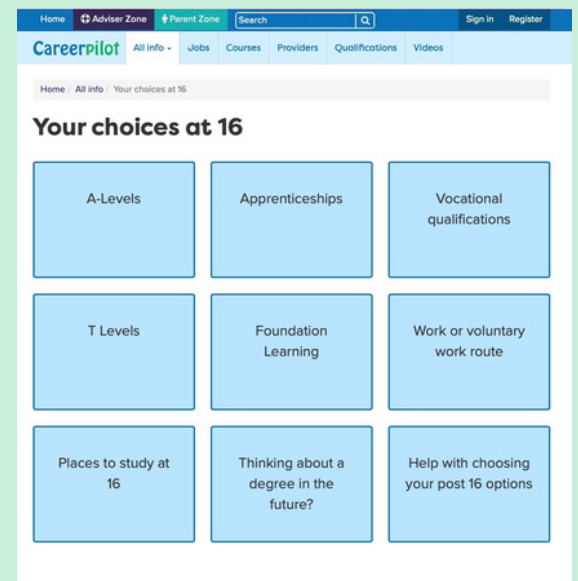 Home Adviser Zone Parent Zone Search Sign in Register
Careerpilot All info Jobs Courses Providers Qualifications Videos
Home / All info / Your choices at 16
Your choices at 16
A-Levels
Apprenticeships
Vocational
qualifications
T Levels
Foundation
Learning
Work or voluntary
work route
Places to study at
16
Thinking about a
degree in the
future?
Help with choosing
your post 16 options